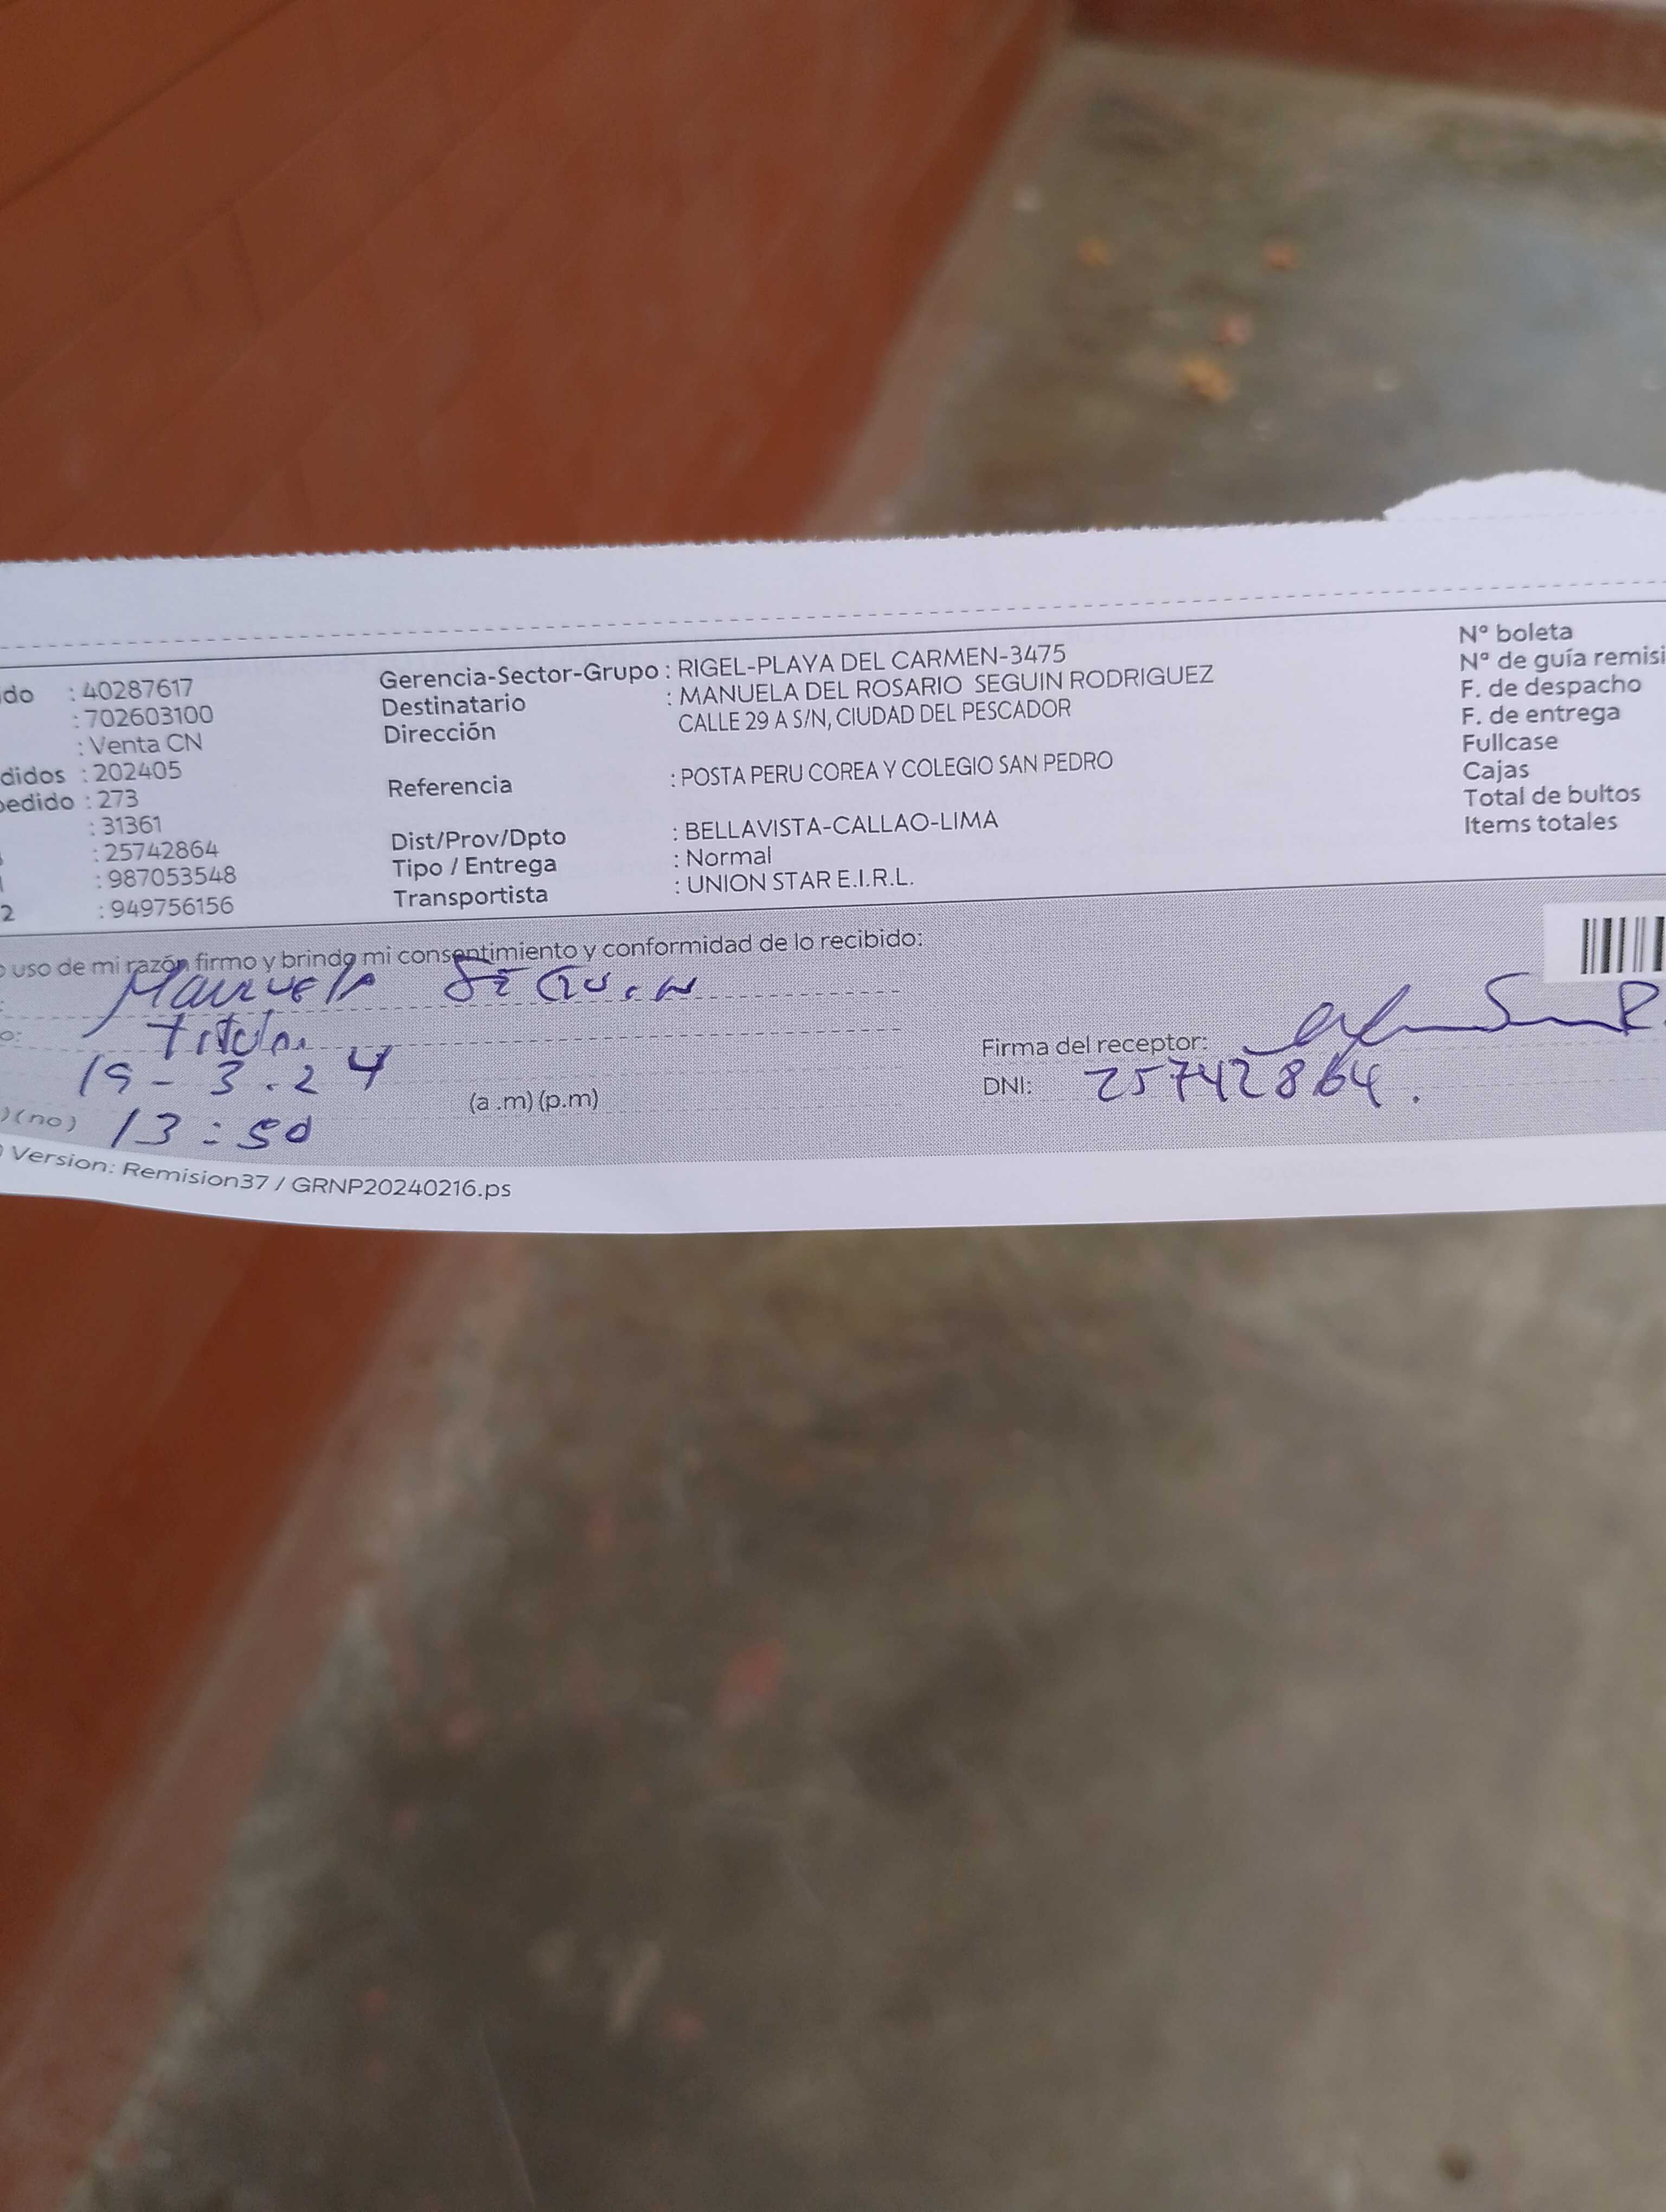 do : 40287617
: 702603100
: Venta CN
didos : 202405
pedido : 273
: 31361
: 25742864
: 987053548
2 : 949756156
Gerencia-Sector-Grupo : RIGEL-PLAYA DEL CARMEN-3475
Destinatario : MANUELA DEL ROSARIO SEGUIN RODRIGUEZ
Dirección CALLE 29 A S/N, CIUDAD DEL PESCADOR
Referencia : POSTA PERU COREA Y COLEGIO SAN PEDRO
Dist/Prov/Dpto : BELLAVISTA-CALLAO-LIMA
Tipo / Entrega : Normal
Transportista : UNION STAR E.I.R.L.
Nº boleta
Nº de guía remisi
F. de despacho
F. de entrega
Fullcase
Cajas
Total de bultos
Items totales
o uso de mi razón firmo y brindo mi consentimiento y conformidad de lo recibido:
Manuela SEGUIN
o: titular
19 - 3 . 24
)(no) 13 : 50 (a .m) (p.m)
Firma del receptor:
DNI: 25742864.
) Version: Remision37 / GRNP20240216.ps